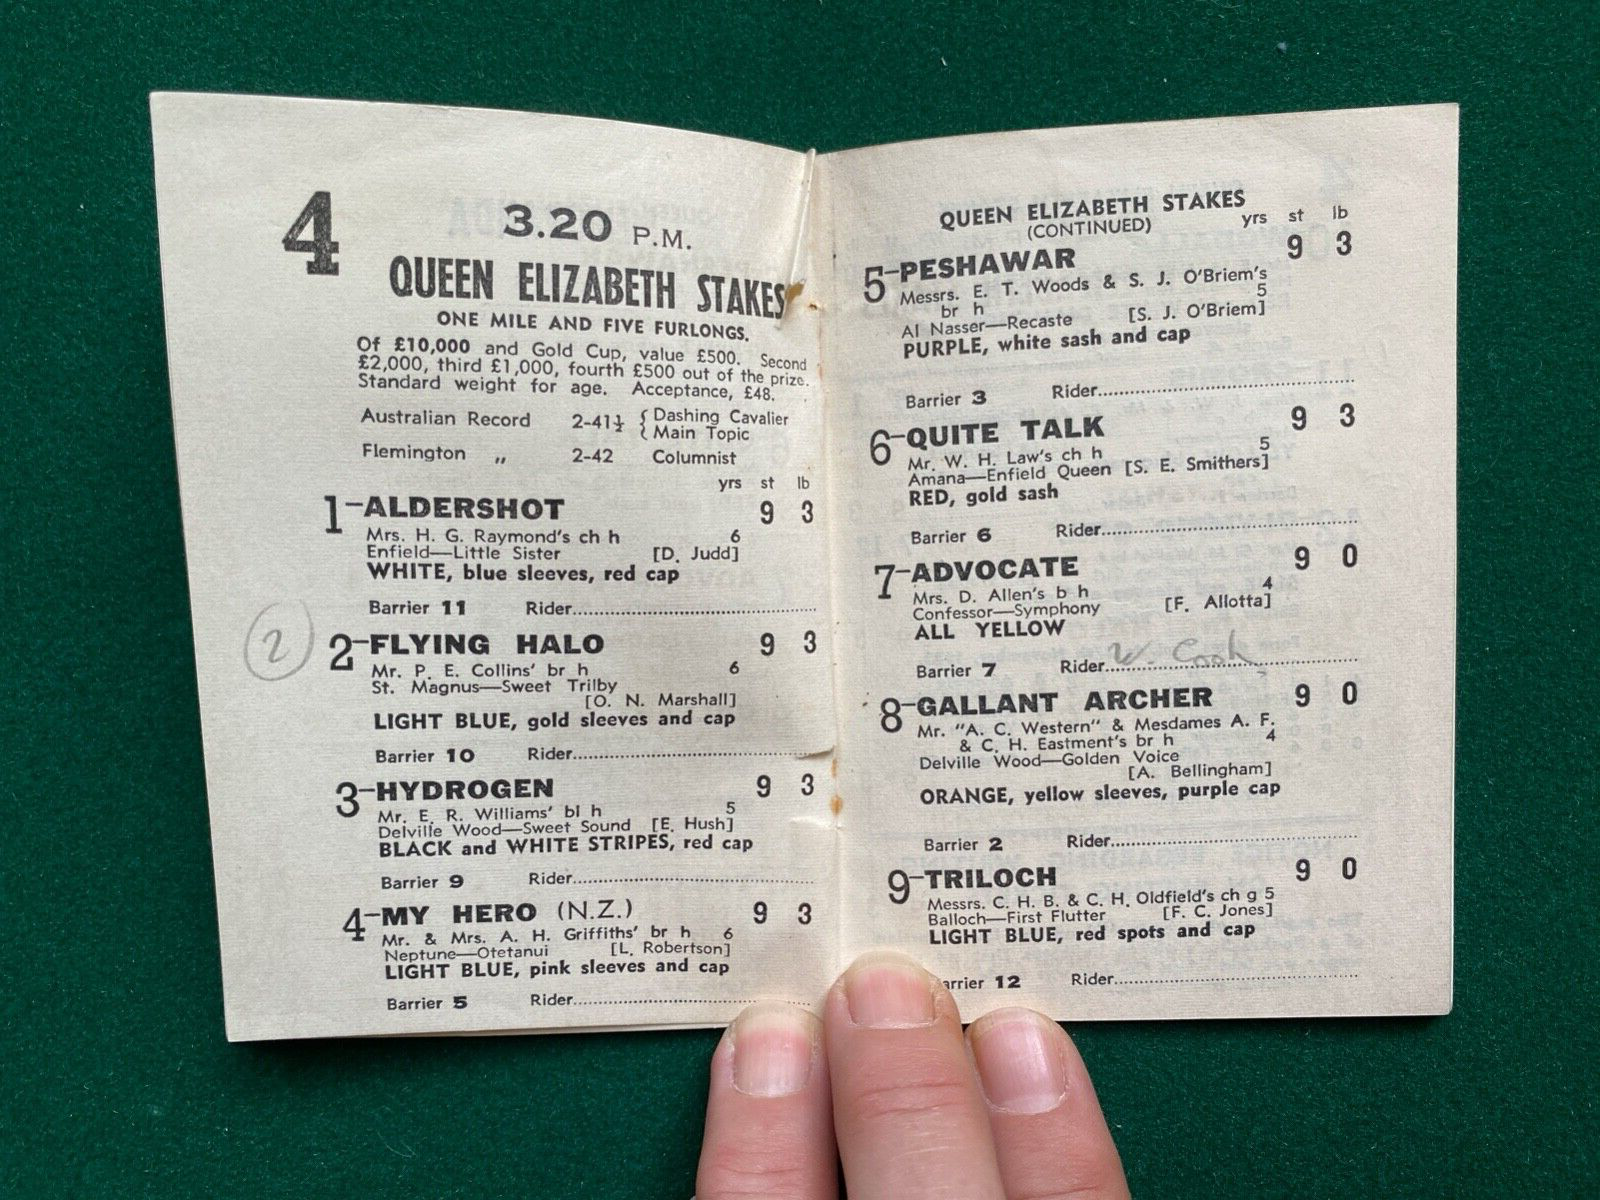 4
3.20 P.M.
QUEEN ELIZABETH STAKES
ONE MILE AND FIVE FURLONGS.
Of £10,000 and Gold Cup, value £500. Second
£2,000, third £1,000, fourth £500 out of the prize.
Standard weight for age. Acceptance, £48.
Australian Record 2-41½ { Dashing Cavalier
Main Topic
Flemington „ 2-42 Columnist
yrs st lb
1-ALDERSHOT 9 3
Mrs. H. G. Raymond's ch h 6
Enfield—Little Sister [D. Judd]
WHITE, blue sleeves, red cap
Barrier 11 Rider
2
2-FLYING HALO 9 3
Mr. P. E. Collins' br h 6
St. Magnus—Sweet Trilby
[O. N. Marshall]
LIGHT BLUE, gold sleeves and cap
Barrier 10 Rider
3-HYDROGEN 9 3
Mr. E. R. Williams' bl h 5
Delville Wood—Sweet Sound [E. Hush]
BLACK and WHITE STRIPES, red cap
Barrier 9 Rider
4-MY HERO (N.Z.) 9 3
Mr. & Mrs. A. H. Griffiths' br h 6
Neptune—Otetanui [L. Robertson]
LIGHT BLUE, pink sleeves and cap
Barrier 5 Rider
QUEEN ELIZABETH STAKES
(CONTINUED) yrs st lb
5-PESHAWAR 9 3
Messrs. E. T. Woods & S. J. O'Briem's
br h 5
Al Nasser—Recaste [S. J. O'Briem]
PURPLE, white sash and cap
Barrier 3 Rider
6-QUITE TALK 9 3
Mr. W. H. Law's ch h 5
Amana—Enfield Queen [S. E. Smithers]
RED, gold sash
Barrier 6 Rider
7-ADVOCATE 9 0
Mrs. D. Allen's b h 4
Confessor—Symphony [F. Allotta]
ALL YELLOW
Barrier 7 Rider W. Cook
8-GALLANT ARCHER 9 0
Mr. "A. C. Western" & Mesdames A. F.
& C. H. Eastment's br h 4
Delville Wood—Golden Voice
[A. Bellingham]
ORANGE, yellow sleeves, purple cap
Barrier 2 Rider
9-TRILOCH 9 0
Messrs. C. H. B. & C. H. Oldfield's ch g 5
Balloch—First Flutter [F. C. Jones]
LIGHT BLUE, red spots and cap
arrier 12 Rider